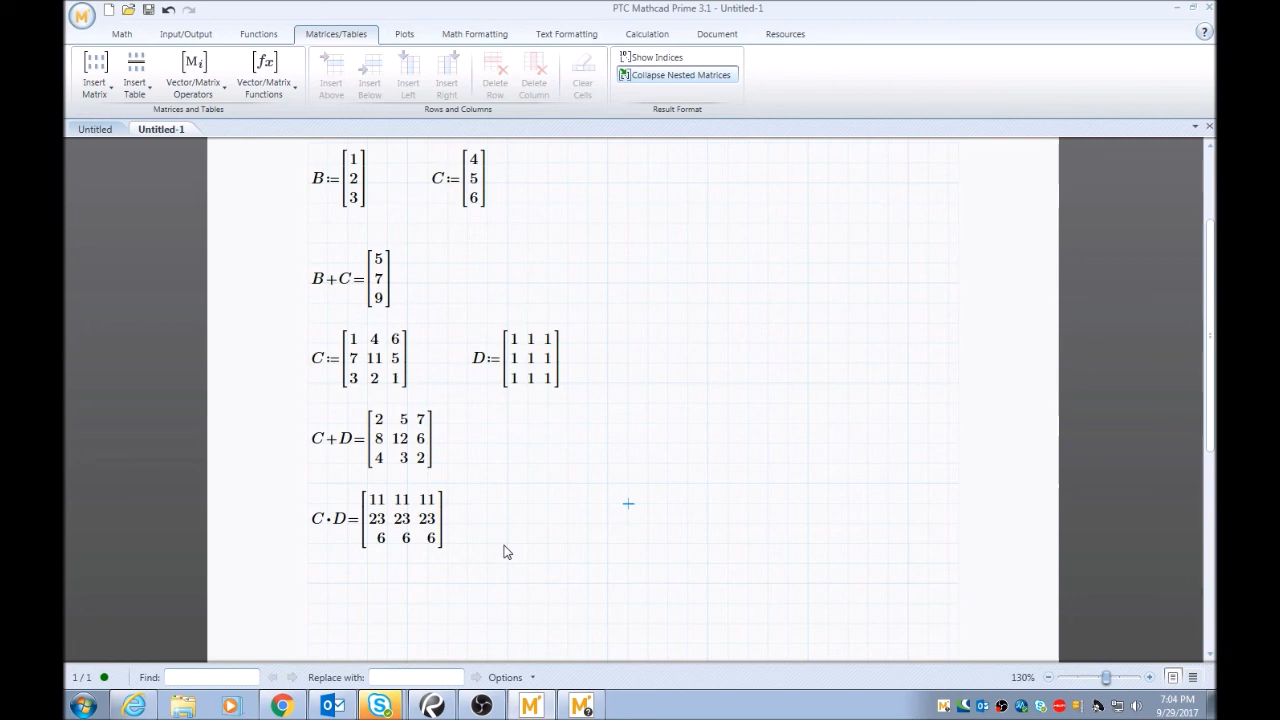 PTC Mathcad Prime 3.1 - Untitled-1
Math Input/Output Functions Matrices/Tables Plots Math Formatting Text Formatting Calculation Document Resources
Insert Matrix Insert Table Vector/Matrix Operators Vector/Matrix Functions Insert Above Insert Below Insert Left Insert Right Delete Row Delete Column Clear Cells Show Indices
Collapse Nested Matrices
Matrices and Tables Rows and Columns Result Format
Untitled Untitled-1
1 4
B:= 2 C:= 5
3 6
5
B+C= 7
9
1 4 6 1 1 1
C:= 7 11 5 D:= 1 1 1
3 2 1 1 1 1
2 5 7
C+D= 8 12 6
4 3 2
11 11 11
C·D= 23 23 23
6 6 6
1 / 1 Find: Replace with: Options 130%
7:04 PM
9/29/2017